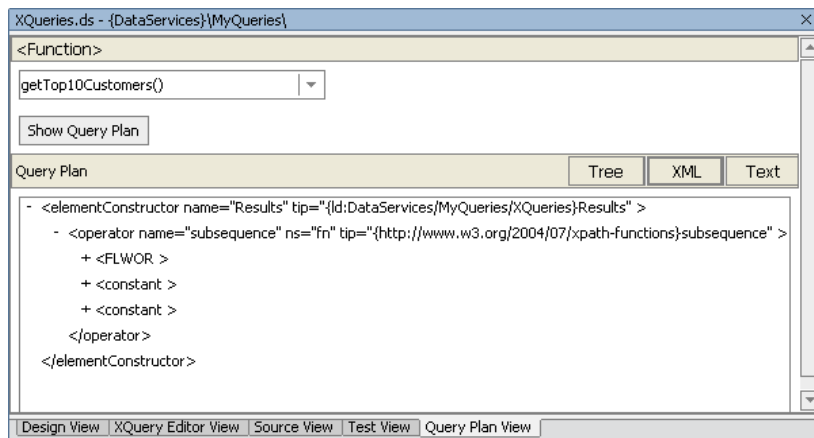 XQueries.ds - {DataServices}\MyQueries\
<Function>
getTop10Customers()
Show Query Plan
Query Plan Tree XML Text
- <elementConstructor name="Results" tip="{ld:DataServices/MyQueries/XQueries}Results" >
- <operator name="subsequence" ns="fn" tip="{http://www.w3.org/2004/07/xpath-functions}subsequence" >
+ <FLWOR >
+ <constant >
+ <constant >
</operator>
</elementConstructor>
Design View XQuery Editor View Source View Test View Query Plan View